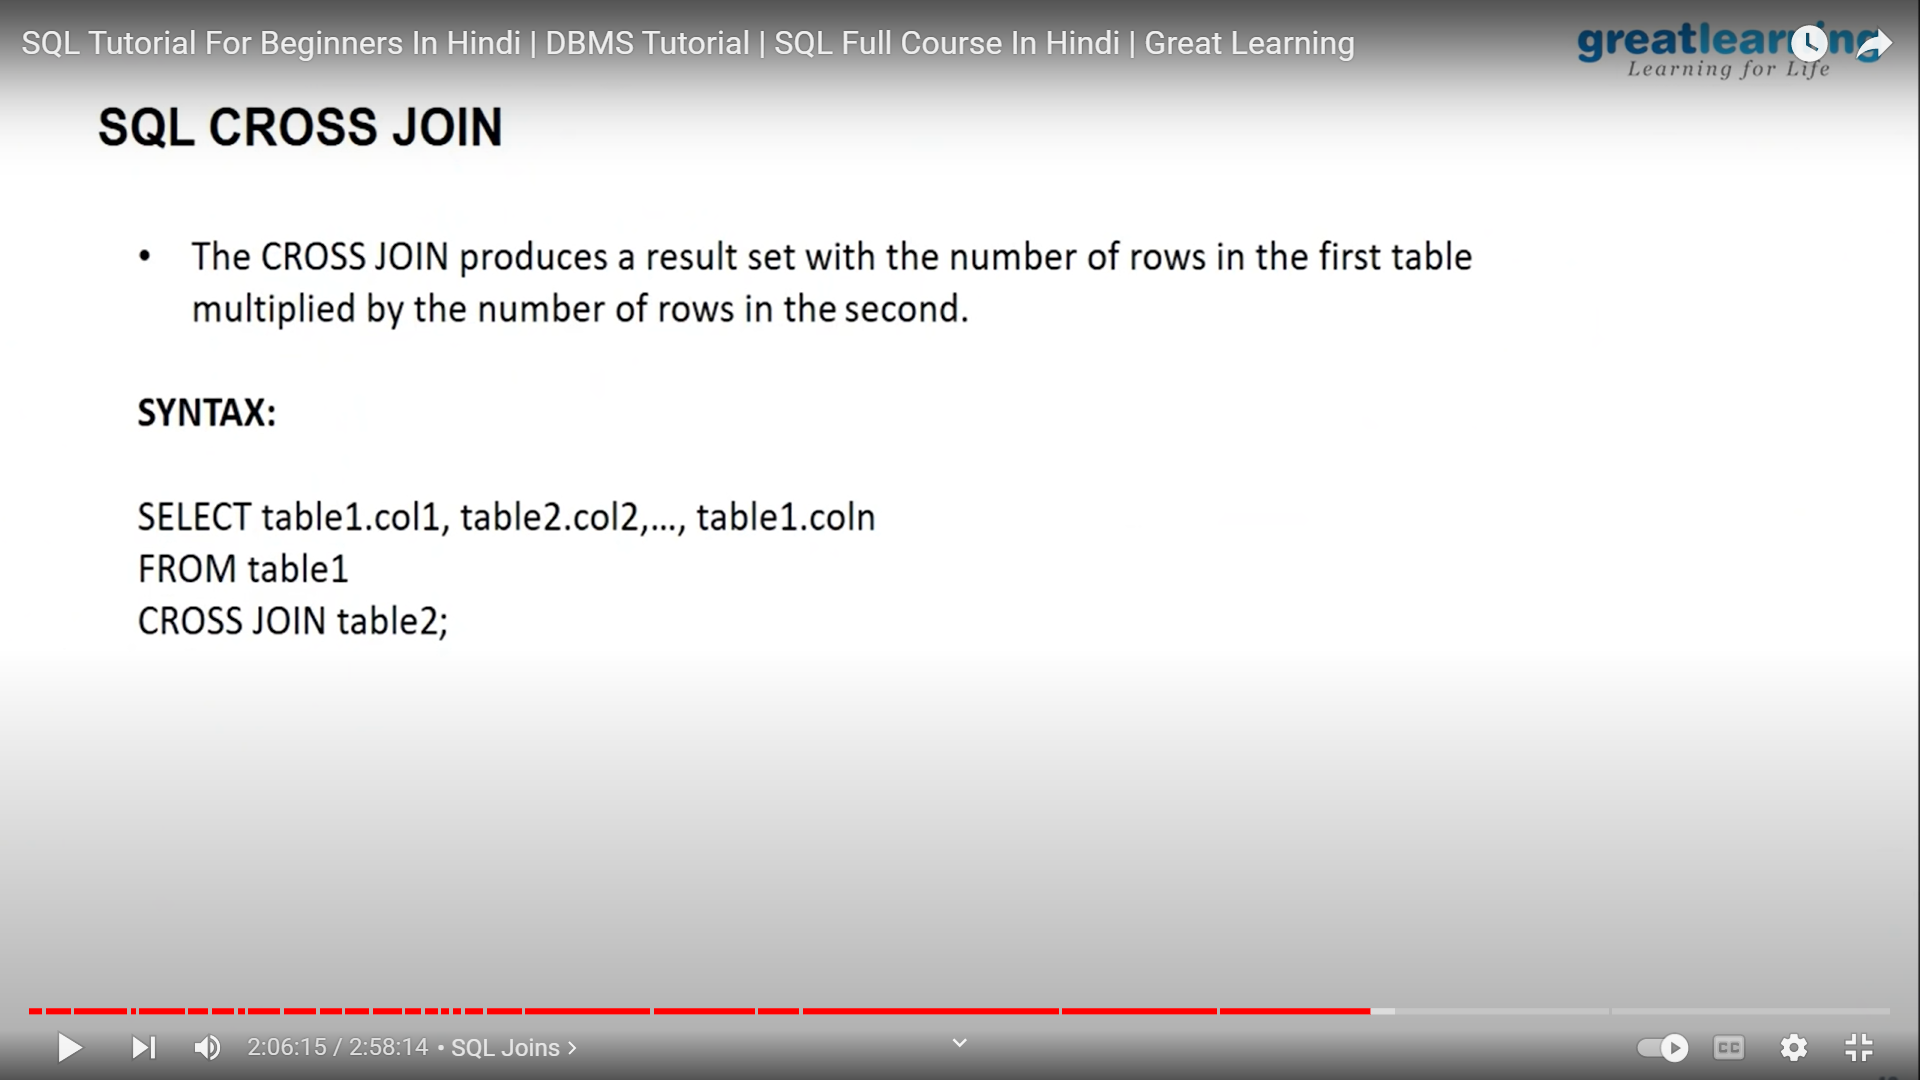 SQL Tutorial For Beginners In Hindi | DBMS Tutorial | SQL Full Course In Hindi | Great Learning
greatlearning
Learning for Life
SQL CROSS JOIN
• The CROSS JOIN produces a result set with the number of rows in the first table
multiplied by the number of rows in the second.
SYNTAX:
SELECT table1.col1, table2.col2,..., table1.coln
FROM table1
CROSS JOIN table2;
2:06:15 / 2:58:14 • SQL Joins >
CC